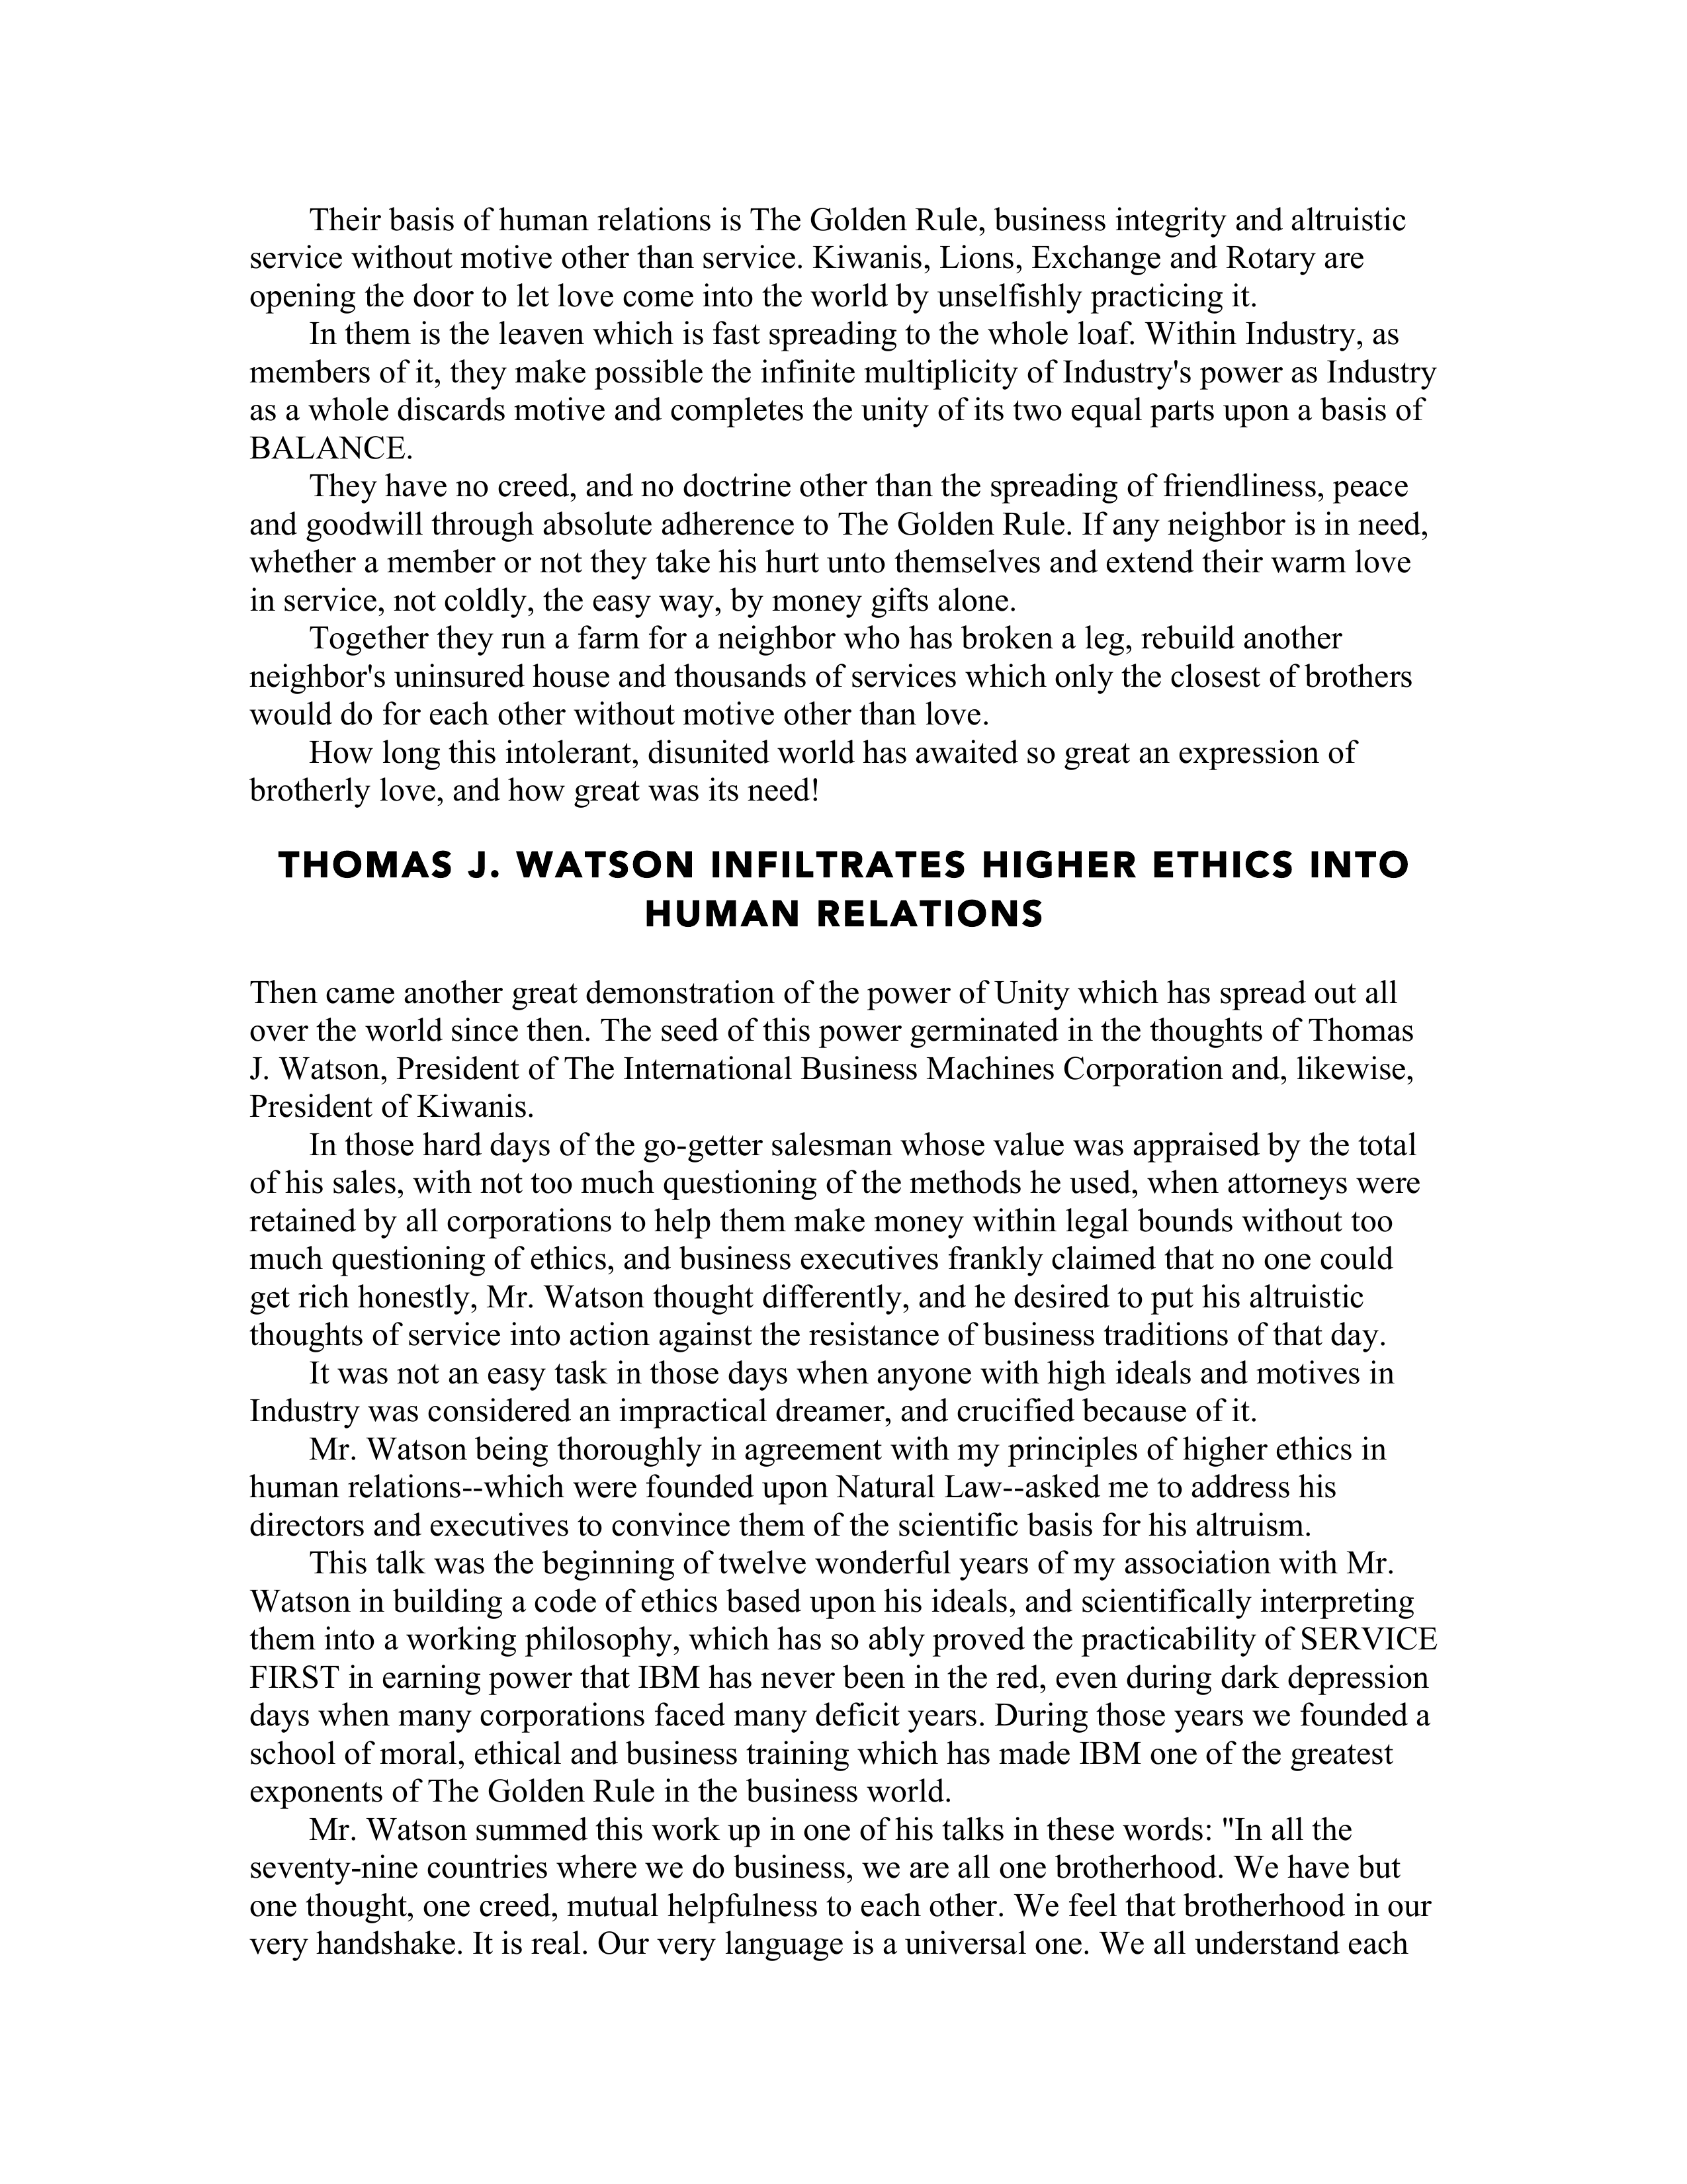 Their basis of human relations is The Golden Rule, business integrity and altruistic
service without motive other than service. Kiwanis, Lions, Exchange and Rotary are
opening the door to let love come into the world by unselfishly practicing it.
In them is the leaven which is fast spreading to the whole loaf. Within Industry, as
members of it, they make possible the infinite multiplicity of Industry's power as Industry
as a whole discards motive and completes the unity of its two equal parts upon a basis of
BALANCE.
They have no creed, and no doctrine other than the spreading of friendliness, peace
and goodwill through absolute adherence to The Golden Rule. If any neighbor is in need,
whether a member or not they take his hurt unto themselves and extend their warm love
in service, not coldly, the easy way, by money gifts alone.
Together they run a farm for a neighbor who has broken a leg, rebuild another
neighbor's uninsured house and thousands of services which only the closest of brothers
would do for each other without motive other than love.
How long this intolerant, disunited world has awaited so great an expression of
brotherly love, and how great was its need!
THOMAS J. WATSON INFILTRATES HIGHER ETHICS INTO
HUMAN RELATIONS
Then came another great demonstration of the power of Unity which has spread out all
over the world since then. The seed of this power germinated in the thoughts of Thomas
J. Watson, President of The International Business Machines Corporation and, likewise,
President of Kiwanis.
In those hard days of the go-getter salesman whose value was appraised by the total
of his sales, with not too much questioning of the methods he used, when attorneys were
retained by all corporations to help them make money within legal bounds without too
much questioning of ethics, and business executives frankly claimed that no one could
get rich honestly, Mr. Watson thought differently, and he desired to put his altruistic
thoughts of service into action against the resistance of business traditions of that day.
It was not an easy task in those days when anyone with high ideals and motives in
Industry was considered an impractical dreamer, and crucified because of it.
Mr. Watson being thoroughly in agreement with my principles of higher ethics in
human relations--which were founded upon Natural Law--asked me to address his
directors and executives to convince them of the scientific basis for his altruism.
This talk was the beginning of twelve wonderful years of my association with Mr.
Watson in building a code of ethics based upon his ideals, and scientifically interpreting
them into a working philosophy, which has so ably proved the practicability of SERVICE
FIRST in earning power that IBM has never been in the red, even during dark depression
days when many corporations faced many deficit years. During those years we founded a
school of moral, ethical and business training which has made IBM one of the greatest
exponents of The Golden Rule in the business world.
Mr. Watson summed this work up in one of his talks in these words: "In all the
seventy-nine countries where we do business, we are all one brotherhood. We have but
one thought, one creed, mutual helpfulness to each other. We feel that brotherhood in our
very handshake. It is real. Our very language is a universal one. We all understand each